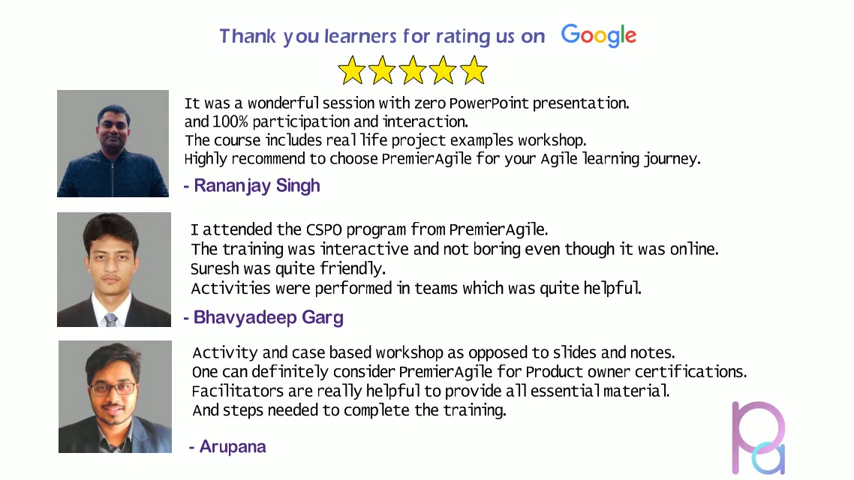 Thank you learners for rating us on Google
It was a wonderful session with zero PowerPoint presentation.
and 100% participation and interaction.
The course includes real life project examples workshop.
Highly recommend to choose PremierAgile for your Agile learning journey.
- Rananjay Singh
I attended the CSPO program from PremierAgile.
The training was interactive and not boring even though it was online.
Suresh was quite friendly.
Activities were performed in teams which was quite helpful.
- Bhavyadeep Garg
Activity and case based workshop as opposed to slides and notes.
One can definitely consider PremierAgile for Product owner certifications.
Facilitators are really helpful to provide all essential material.
And steps needed to complete the training.
- Arupana
pa